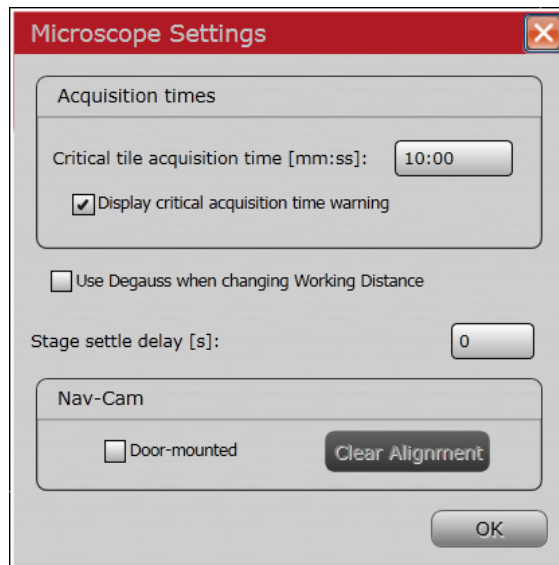 Microscope Settings
Acquisition times
Critical tile acquisition time [mm:ss]: 10:00
Display critical acquisition time warning
Use Degauss when changing Working Distance
Stage settle delay [s]: 0
Nav-Cam
Door-mounted Clear Alignment
OK